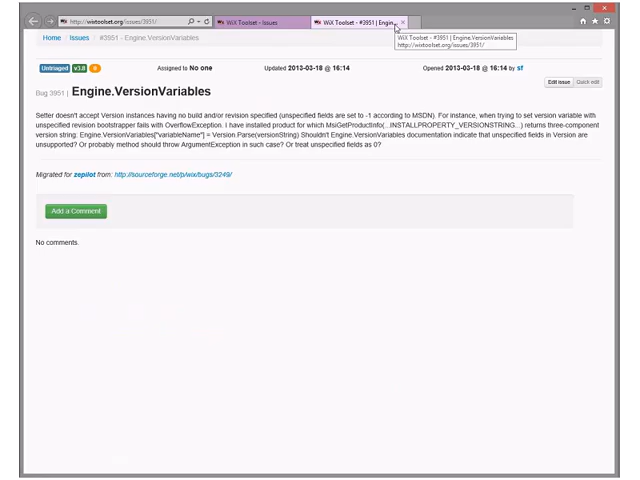 http://wixtoolset.org/issues/3951/
WiX Toolset - Issues
WiX Toolset - #3951 | Engin...
WiX Toolset - #3951 | Engine.VersionVariables
http://wixtoolset.org/issues/3951/
Home / Issues / #3951 - Engine.VersionVariables
Untriaged v3.8 0 Assigned to No one Updated 2013-03-18 @ 16:14 Opened 2013-03-18 @ 16:14 by sf
Edit issue Quick edit
Bug 3951 | Engine.VersionVariables
Setter doesn't accept Version instances having no build and/or revision specified (unspecified fields are set to -1 according to MSDN). For instance, when trying to set version variable with
unspecified revision bootstrapper fails with OverflowException. I have installed product for which MsiGetProductInfo(...INSTALLPROPERTY_VERSIONSTRING...) returns three-component
version string: Engine.VersionVariables["variableName"] = Version.Parse(versionString) Shouldn't Engine.VersionVariables documentation indicate that unspecified fields in Version are
unsupported? Or probably method should throw ArgumentException in such case? Or treat unspecified fields as 0?
Migrated for zepilot from: http://sourceforge.net/p/wix/bugs/3249/
Add a Comment
No comments.